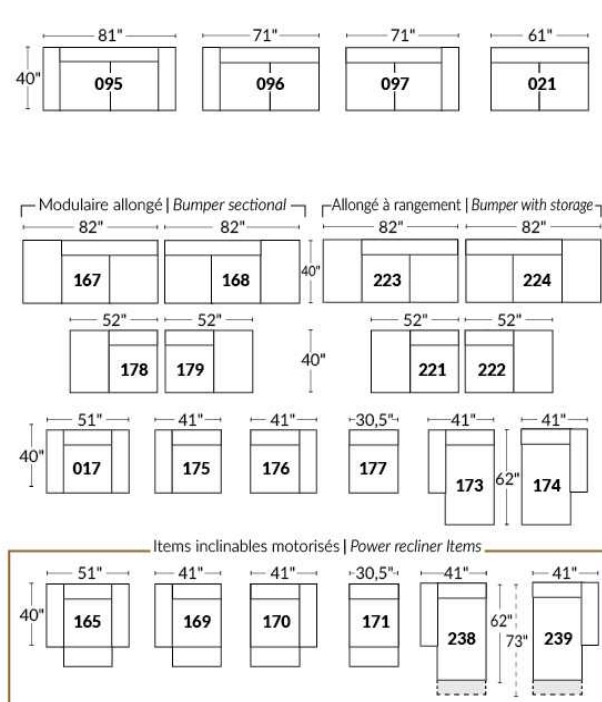 81" 71" 71" 61"
40" 095 096 097 021
Modulaire allongé | Bumper sectional Allongé à rangement | Bumper with storage
82" 82" 82" 82"
167 168 40" 223 224
52" 52" 52" 52"
178 179 40" 221 222
51" 41" 41" 30,5" 41" 41"
40" 017 175 176 177 173 62" 174
Items inclinables motorisés | Power recliner Items
51" 41" 41" 30,5" 41" 41"
40" 165 169 170 171 238 62" 73" 239